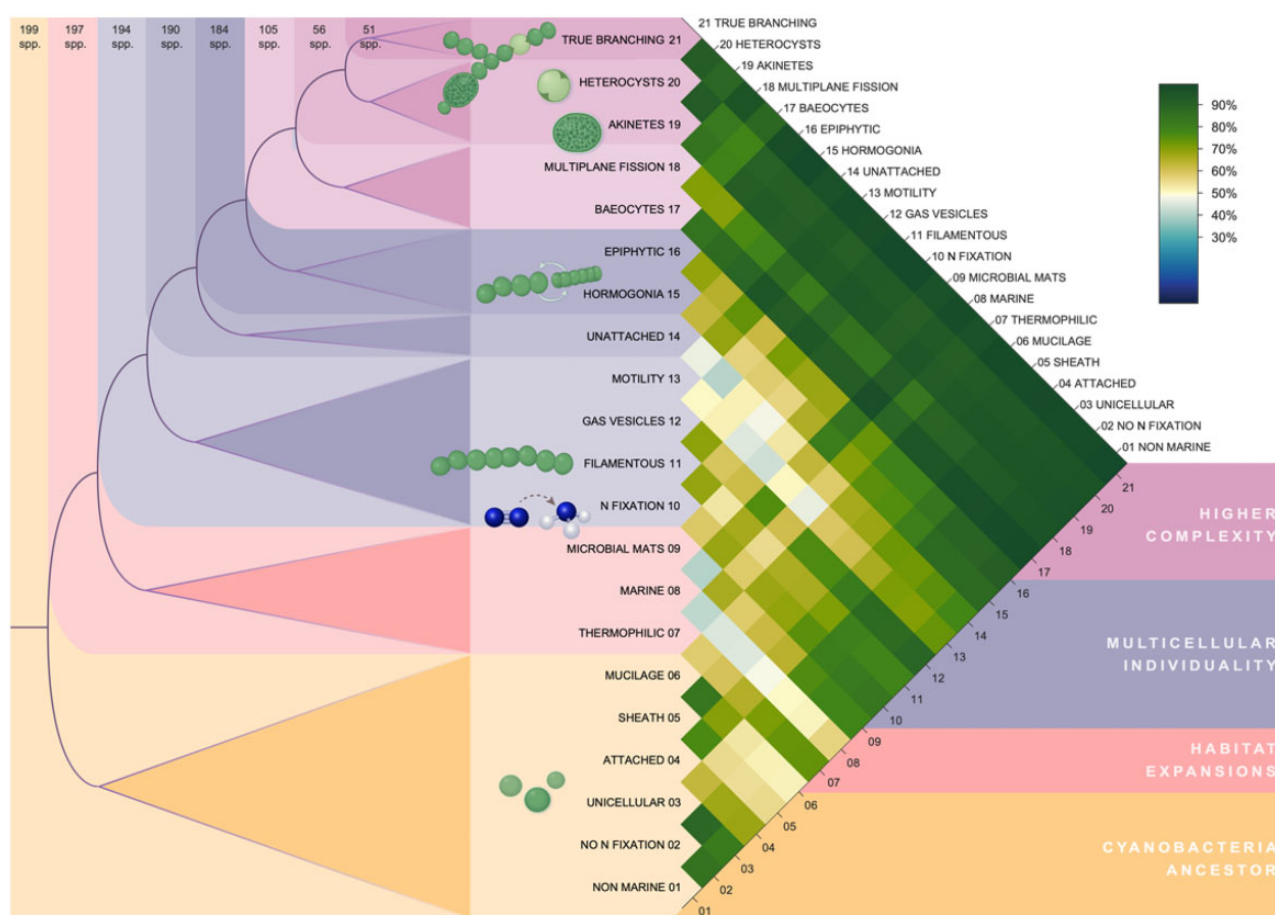 199 spp.
197 spp.
194 spp.
190 spp.
184 spp.
105 spp.
56 spp.
51 spp.
TRUE BRANCHING 21
HETEROCYSTS 20
AKINETES 19
MULTIPLANE FISSION 18
BAEOCYTES 17
EPIPHYTIC 16
HORMOGONIA 15
UNATTACHED 14
MOTILITY 13
GAS VESICLES 12
FILAMENTOUS 11
N FIXATION 10
MICROBIAL MATS 09
MARINE 08
THERMOPHILIC 07
MUCILAGE 06
SHEATH 05
ATTACHED 04
UNICELLULAR 03
NO N FIXATION 02
NON MARINE 01
21 TRUE BRANCHING
20 HETEROCYSTS
19 AKINETES
18 MULTIPLANE FISSION
17 BAEOCYTES
16 EPIPHYTIC
15 HORMOGONIA
14 UNATTACHED
13 MOTILITY
12 GAS VESICLES
11 FILAMENTOUS
10 N FIXATION
09 MICROBIAL MATS
08 MARINE
07 THERMOPHILIC
06 MUCILAGE
05 SHEATH
04 ATTACHED
03 UNICELLULAR
02 NO N FIXATION
01 NON MARINE
90%
80%
70%
60%
50%
40%
30%
21
20
19
18
17
16
15
14
13
12
11
10
09
08
07
06
05
04
03
02
01
HIGHER
COMPLEXITY
MULTICELLULAR
INDIVIDUALITY
HABITAT
EXPANSIONS
CYANOBACTERIA
ANCESTOR